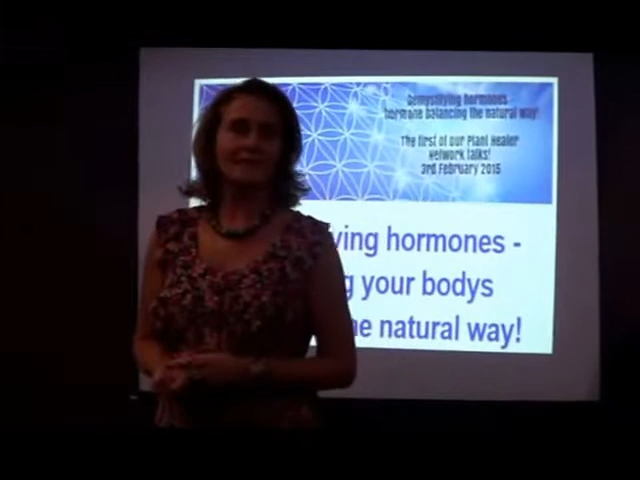 Demystifying hormones
hormone balancing the natural way!
The first of our Plant Healer
Network talks!
3rd February 2015
ying hormones -
g your bodys
he natural way!